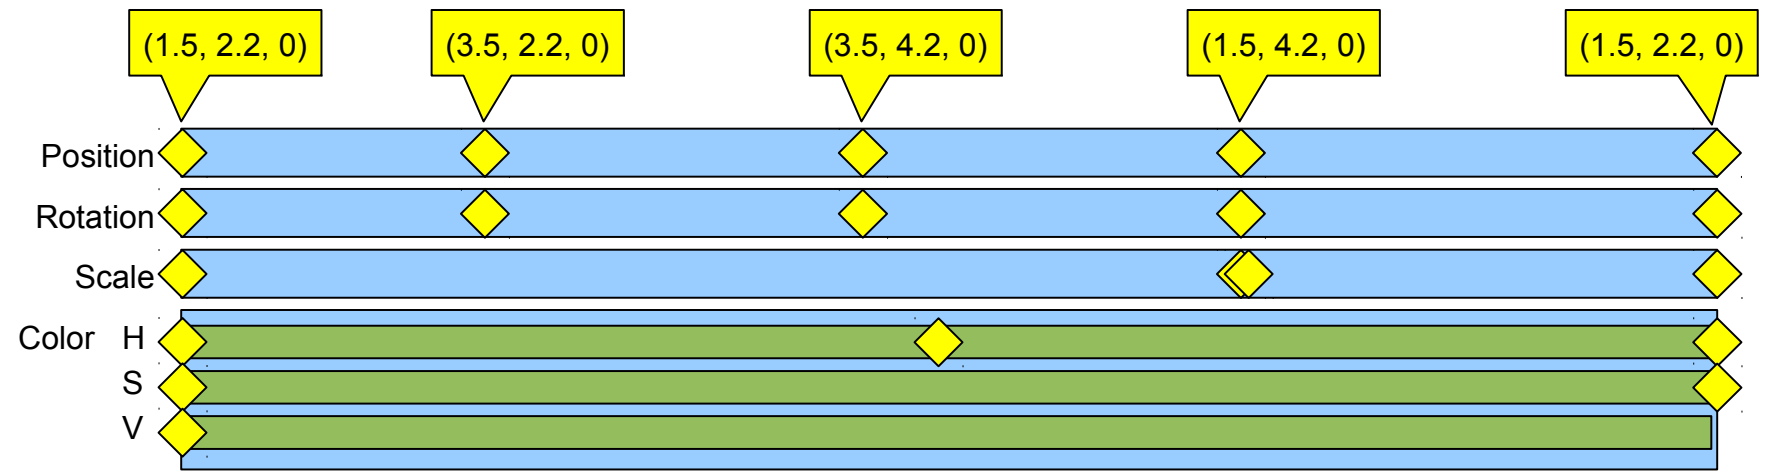 (1.5, 2.2, 0) (3.5, 2.2, 0) (3.5, 4.2, 0) (1.5, 4.2, 0) (1.5, 2.2, 0)
Position
Rotation
Scale
Color H
S
V